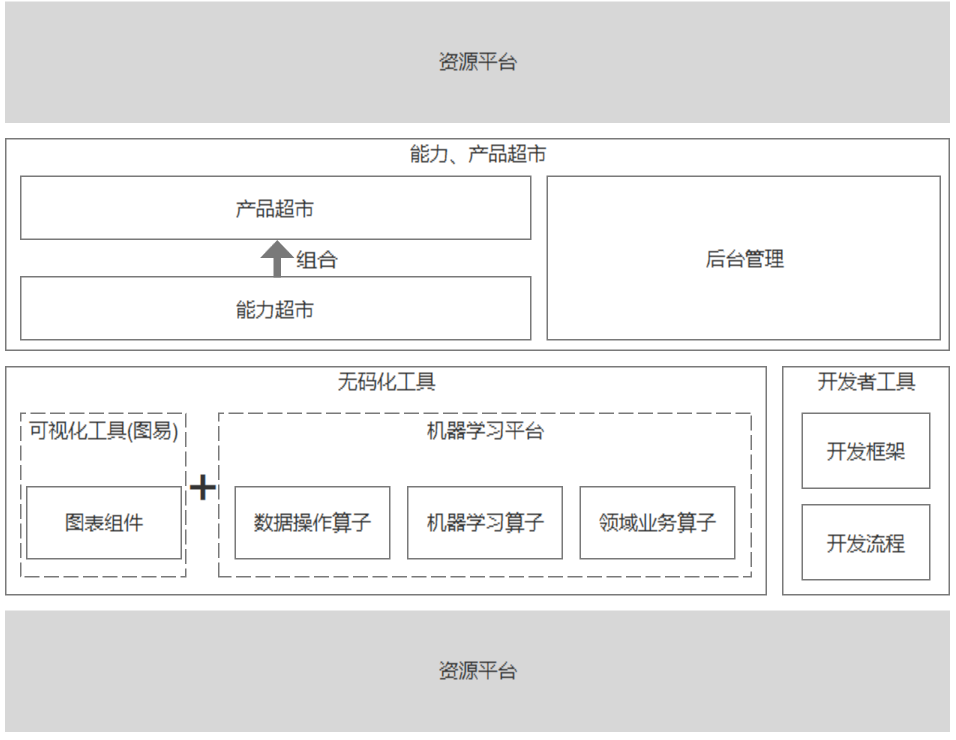 资源平台
能力、产品超市
产品超市
组合
能力超市
后台管理
无码化工具
可视化工具(图易)
图表组件
+
机器学习平台
数据操作算子
机器学习算子
领域业务算子
开发者工具
开发框架
开发流程
资源平台